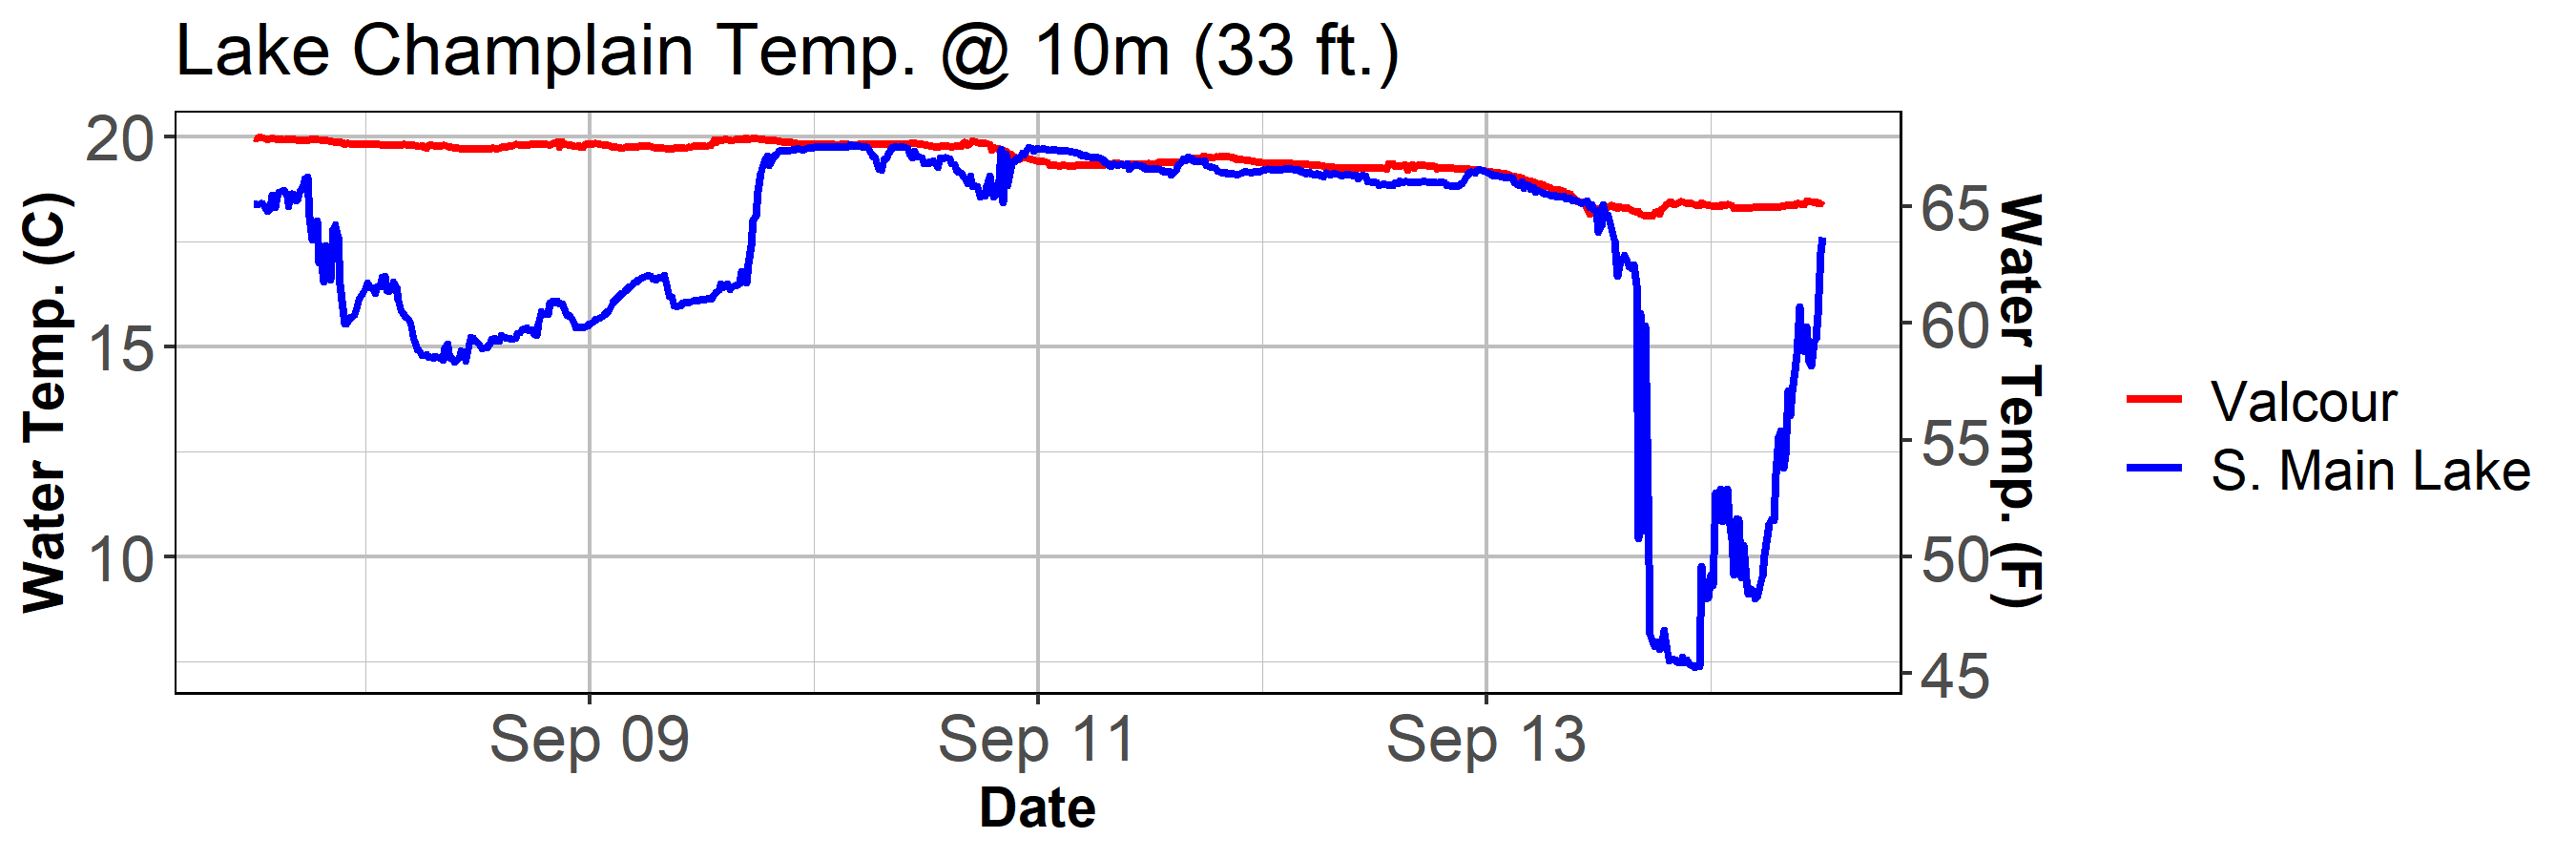 Lake Champlain Temp. @ 10m (33 ft.)
Water Temp. (C)
20
15
10
65
60
55
50
45
Water Temp. (F)
Sep 09
Sep 11
Sep 13
Date
Valcour
S. Main Lake